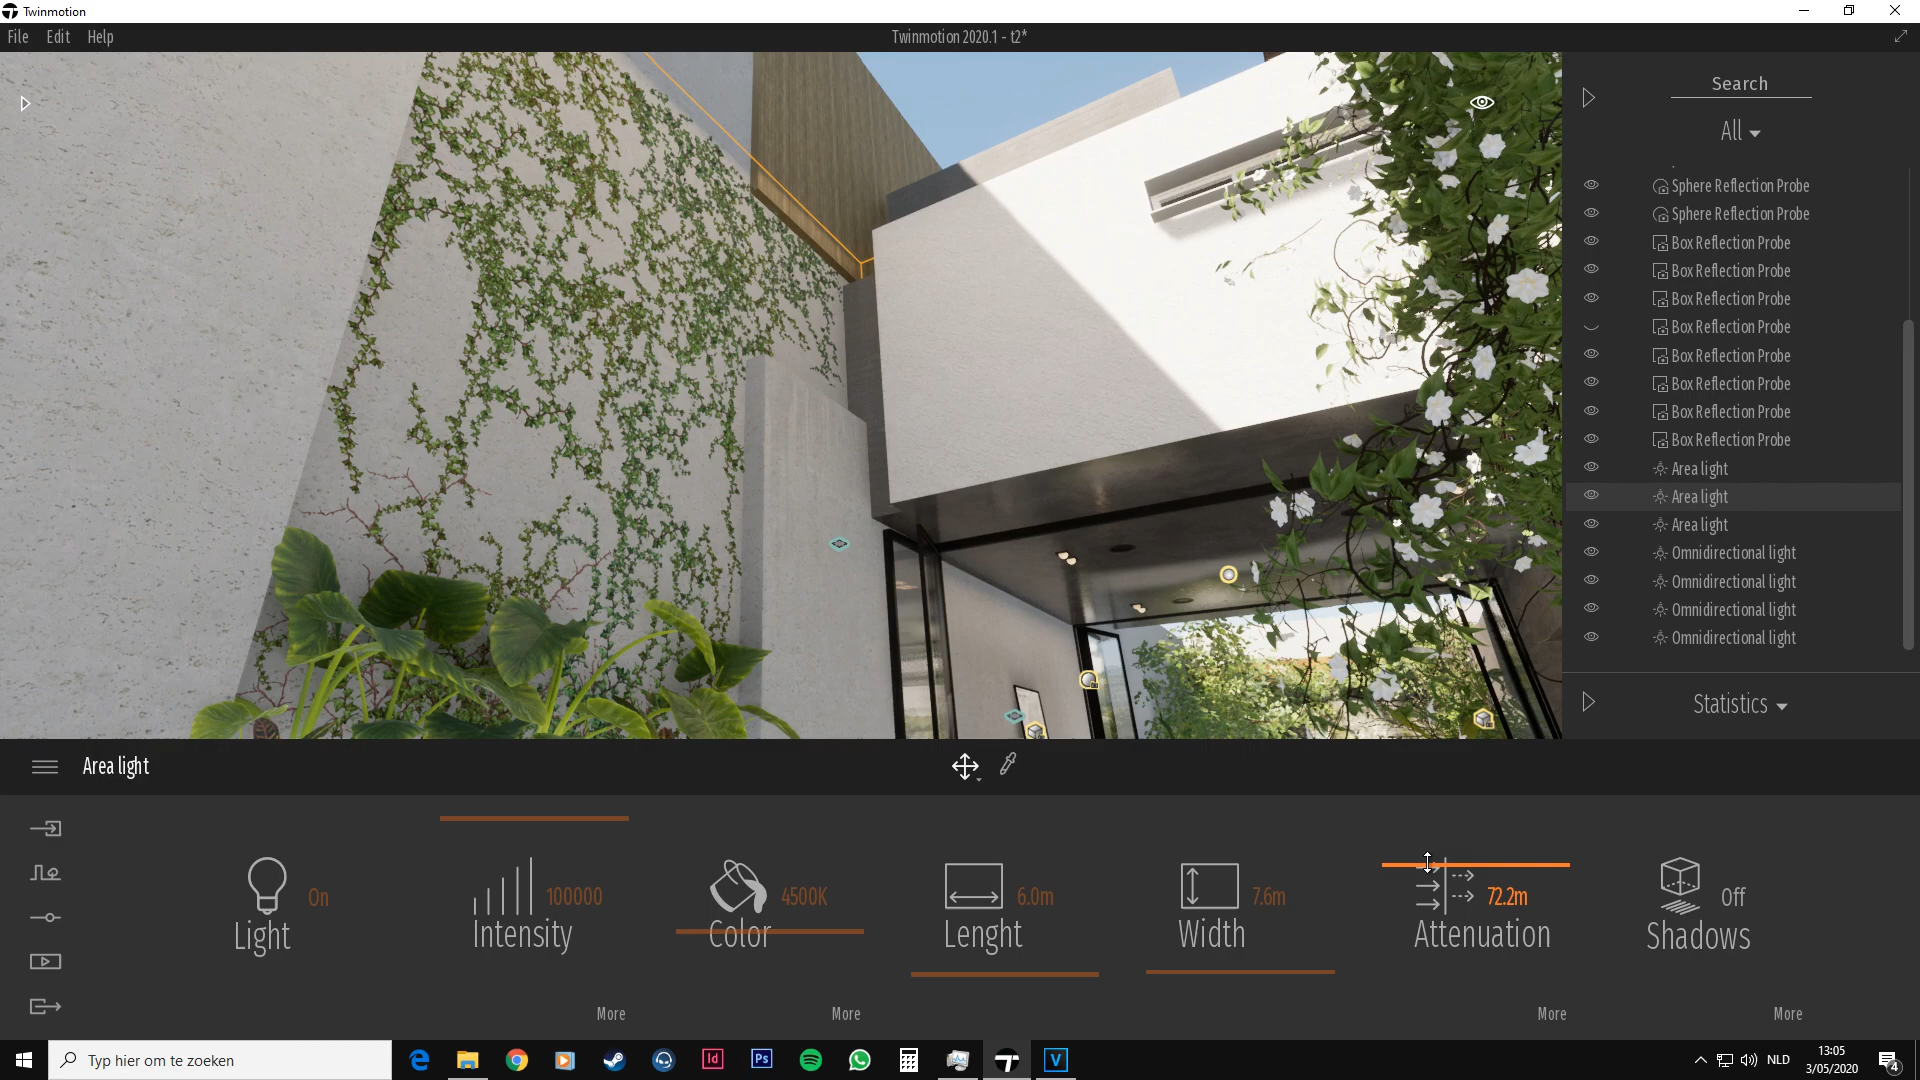 Twinmotion
File Edit Help
Twinmotion 2020.1 - t2*
Search
All
Sphere Reflection Probe
Sphere Reflection Probe
Box Reflection Probe
Box Reflection Probe
Box Reflection Probe
Box Reflection Probe
Box Reflection Probe
Box Reflection Probe
Box Reflection Probe
Box Reflection Probe
Area light
Area light
Area light
Omnidirectional light
Omnidirectional light
Omnidirectional light
Omnidirectional light
Statistics
Area light
Light On
Intensity 100000
More
Color 4500K
More
Lenght 6.0m
Width 7.6m
Attenuation 72.2m
More
Shadows Off
More
Typ hier om te zoeken
Id
Ps
V
NLD
13:05
3/05/2020
4